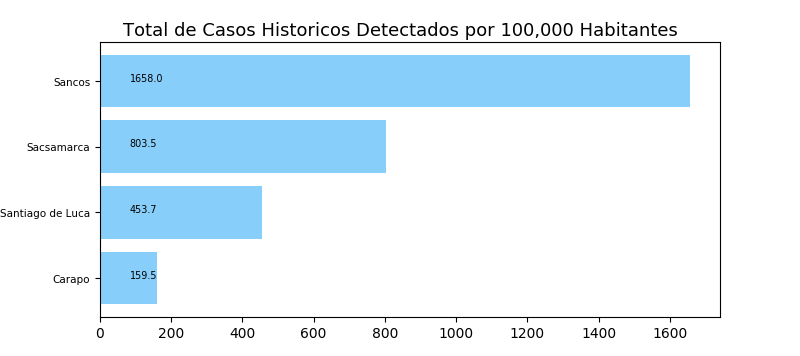 Total de Casos Historicos Detectados por 100,000 Habitantes
Sancos 1658.0
Sacsamarca 803.5
Santiago de Luca 453.7
Carapo 159.5
0 200 400 600 800 1000 1200 1400 1600